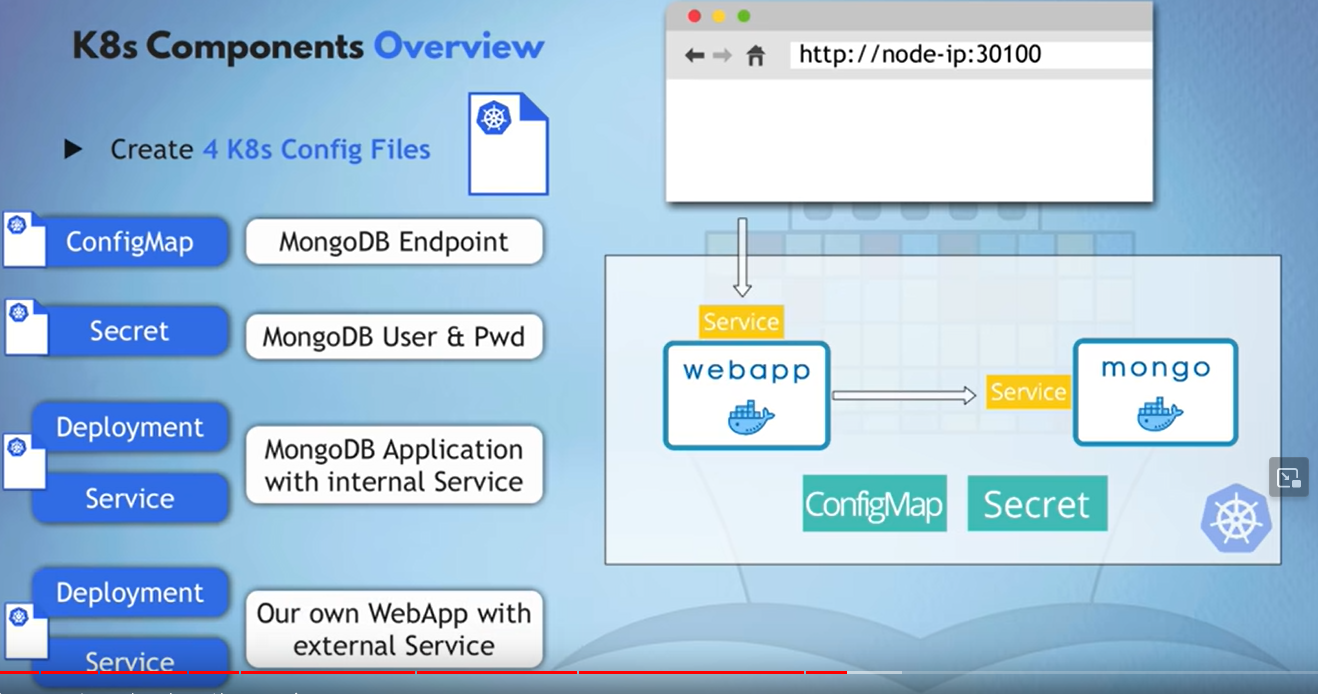 K8s Components Overview
Create 4 K8s Config Files
ConfigMap
MongoDB Endpoint
Secret
MongoDB User & Pwd
Deployment
Service
MongoDB Application
with internal Service
Deployment
Service
Our own WebApp with
external Service
http://node-ip:30100
Service
webapp
Service
mongo
ConfigMap
Secret